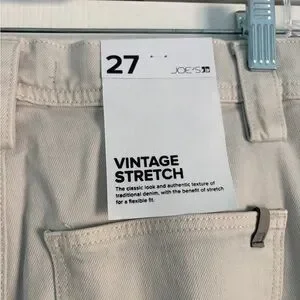 27
JOE'S
VINTAGE
STRETCH
The classic look and authentic texture of
traditional denim, with the benefit of stretch
for a flexible fit.